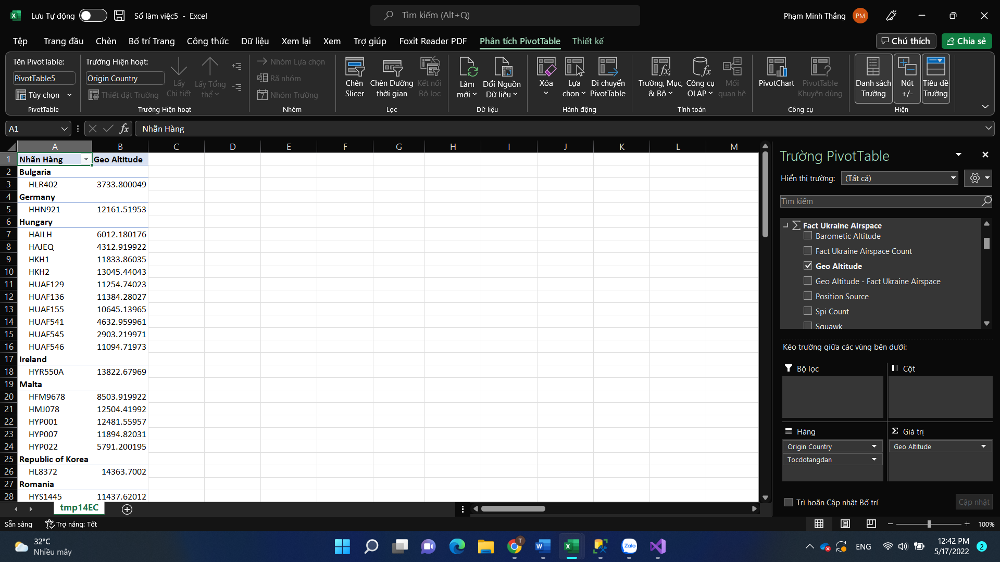 Lưu Tự động
Sổ làm việc5 - Excel
Tìm kiếm (Alt+Q)
Phạm Minh Thắng
PM
Tệp Trang đầu Chèn Bố trí Trang Công thức Dữ liệu Xem lại Xem Trợ giúp Foxit Reader PDF Phân tích PivotTable Thiết kế
Chú thích
Chia sẻ
Tên PivotTable:
PivotTable5
Tùy chọn
PivotTable
Trường Hiện hoạt:
Origin Country
Thiết đặt Trường
Lấy Chi tiết
Lấy Tổng thể
Trường Hiện hoạt
Nhóm Lựa chọn
Rã nhóm
Nhóm Trường
Nhóm
Chèn Slicer
Chèn Đường thời gian
Kết nối Bộ lọc
Lọc
Làm mới
Đổi Nguồn Dữ liệu
Dữ liệu
Xóa
Lựa chọn
Di chuyển PivotTable
Hành động
Trường, Mục, & Bộ
Công cụ OLAP
Mối quan hệ
Tính toán
PivotChart
PivotTable Khuyên dùng
Công cụ
Danh sách Trường
Nút +/-
Tiêu đề Trường
Hiện
A1
fx
Nhãn Hàng
A B C D E F G H I J K L M
1 Nhãn Hàng Geo Altitude
2 Bulgaria
3 HLR402 3733.800049
4 Germany
5 HHN921 12161.51953
6 Hungary
7 HAILH 6012.180176
8 HAJEQ 4312.919922
9 HKH1 11833.86035
10 HKH2 13045.44043
11 HUAF129 11254.74023
12 HUAF136 11384.28027
13 HUAF155 10645.13965
14 HUAF541 4632.959961
15 HUAF545 2903.219971
16 HUAF546 11094.71973
17 Ireland
18 HYR550A 13822.67969
19 Malta
20 HFM9678 8503.919922
21 HMJ078 12504.41992
22 HYP001 12481.55957
23 HYP007 11894.82031
24 HYP022 5791.200195
25 Republic of Korea
26 HL8372 14363.7002
27 Romania
28 HYS1445 11437.62012
Trường PivotTable
Hiển thị trường: (Tất cả)
Tìm kiếm
Σ Fact Ukraine Airspace
Barometic Altitude
Fact Ukraine Airspace Count
Geo Altitude
Geo Altitude - Fact Ukraine Airspace
Position Source
Spi Count
Squawk
Kéo trường giữa các vùng bên dưới:
Bộ lọc
Cột
Hàng
Σ Giá trị
Origin Country
Geo Altitude
Tocdotangdan
Trì hoãn Cập nhật Bố trí
Cập nhật
tmp14EC
Sẵn sàng
Trợ năng: Tốt
100%
32°C
Nhiều mây
T
Zalo
ENG
12:42 PM
5/17/2022
2